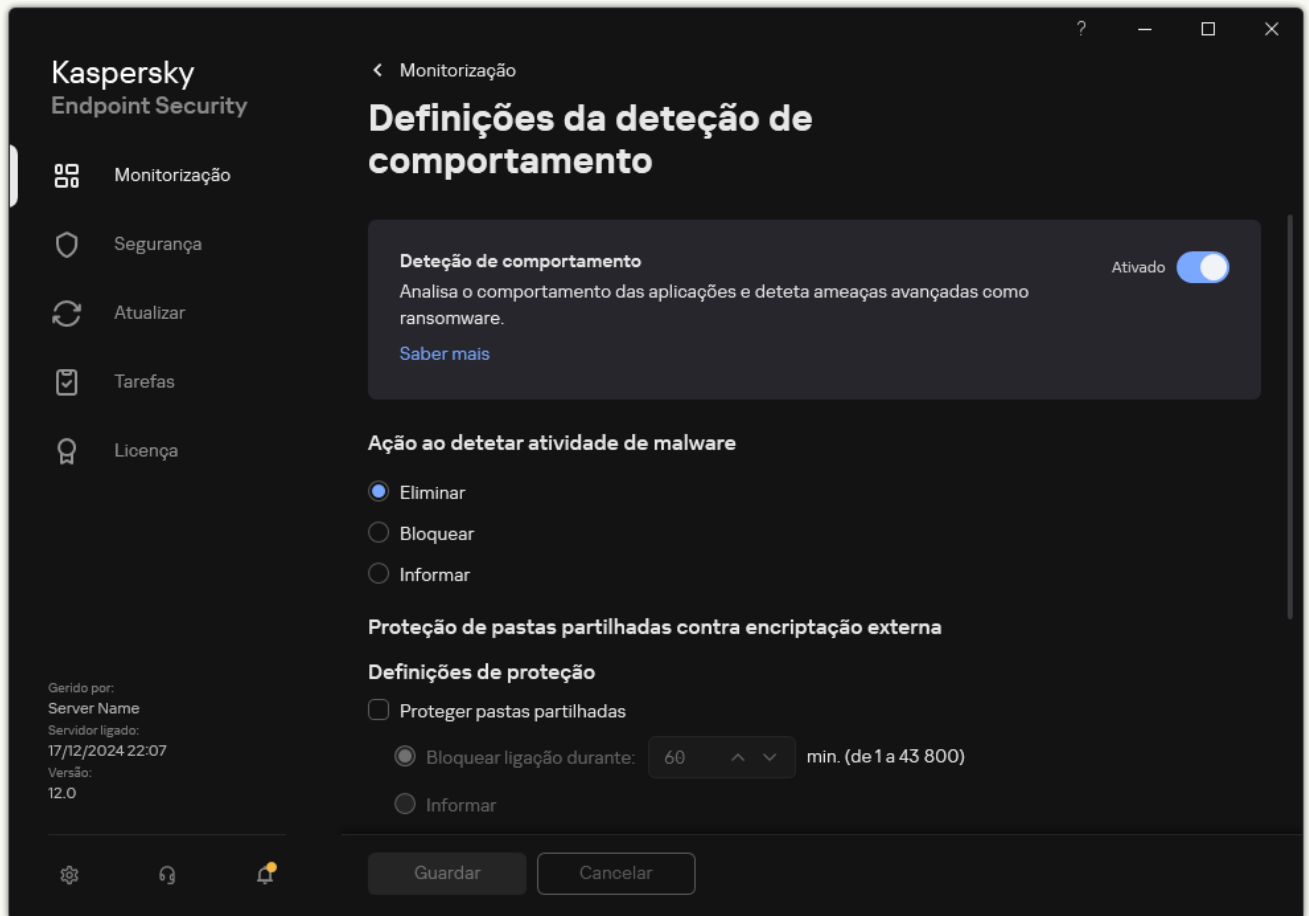 ?
Kaspersky
Endpoint Security
Monitorização
Segurança
Atualizar
Tarefas
Licença
Gerido por:
Server Name
Servidor ligado:
17/12/2024 22:07
Versão:
12.0
Monitorização
Definições da deteção de
comportamento
Deteção de comportamento
Ativado
Analisa o comportamento das aplicações e deteta ameaças avançadas como
ransomware.
Saber mais
Ação ao detetar atividade de malware
Eliminar
Bloquear
Informar
Proteção de pastas partilhadas contra encriptação externa
Definições de proteção
Proteger pastas partilhadas
Bloquear ligação durante: 60 min. (de 1 a 43 800)
Informar
Guardar Cancelar